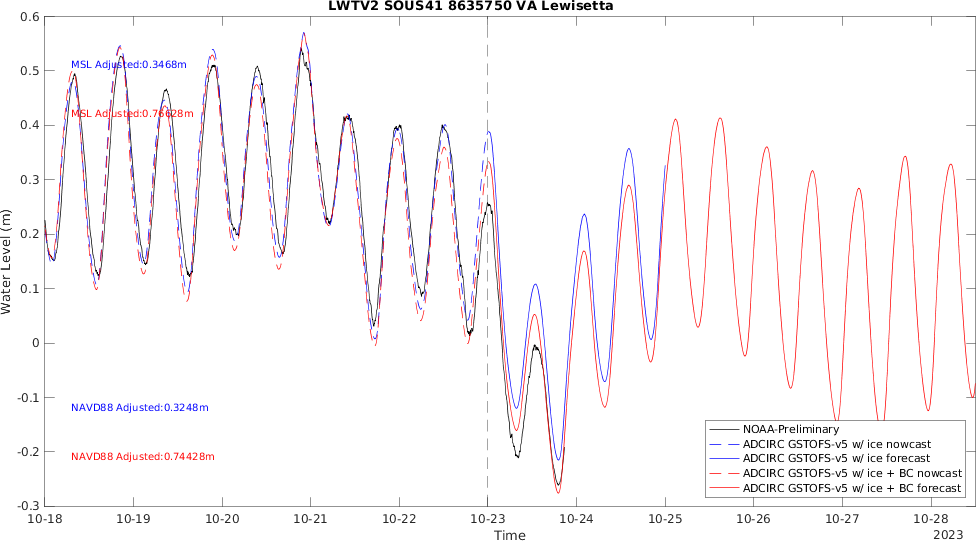 LWTV2 SOUS41 8635750 VA Lewisetta
0.6
0.5
0.4
0.3
0.2
0.1
0
-0.1
-0.2
-0.3
Water Level (m)
MSL Adjusted:0.3468m
MSL Adjusted:0.76628m
NAVD88 Adjusted:0.3248m
NAVD88 Adjusted:0.74428m
NOAA-Preliminary
ADCIRC GSTOFS-v5 w/ ice nowcast
ADCIRC GSTOFS-v5 w/ ice forecast
ADCIRC GSTOFS-v5 w/ ice + BC nowcast
ADCIRC GSTOFS-v5 w/ ice + BC forecast
10-18 10-19 10-20 10-21 10-22 10-23 10-24 10-25 10-26 10-27 10-28
Time
2023